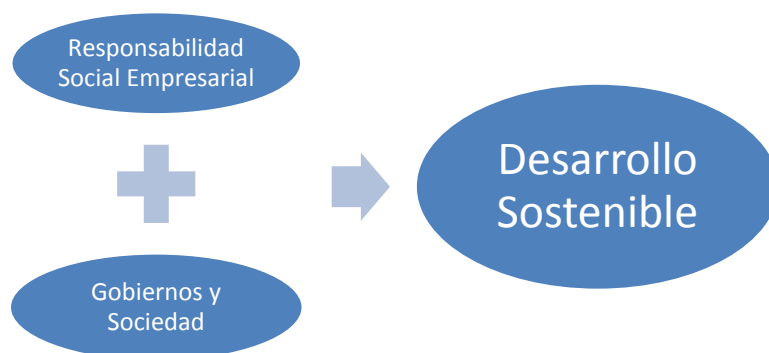 Responsabilidad
Social Empresarial
Gobiernos y
Sociedad
Desarrollo
Sostenible